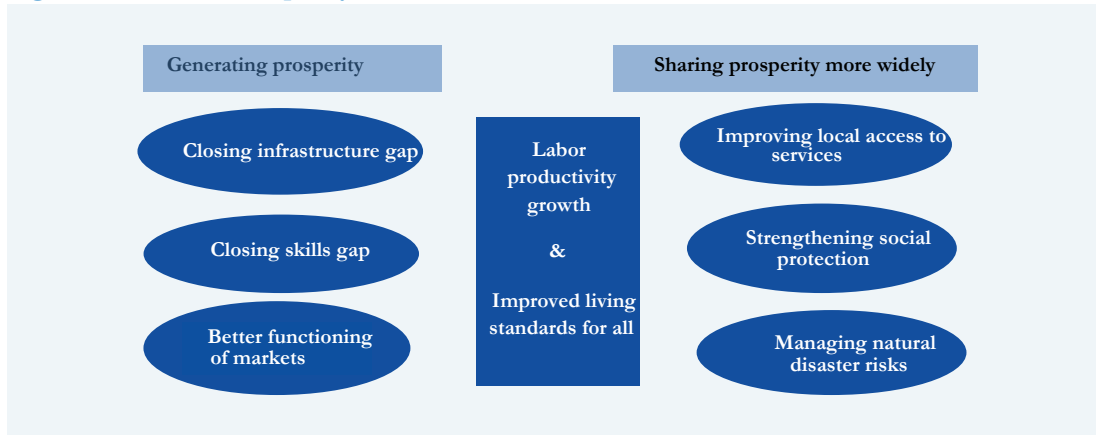 Generating prosperity
Closing infrastructure gap
Closing skills gap
Better functioning
of markets
Labor
productivity
growth
&
Improved living
standards for all
Sharing prosperity more widely
Improving local access to
services
Strengthening social
protection
Managing natural
disaster risks